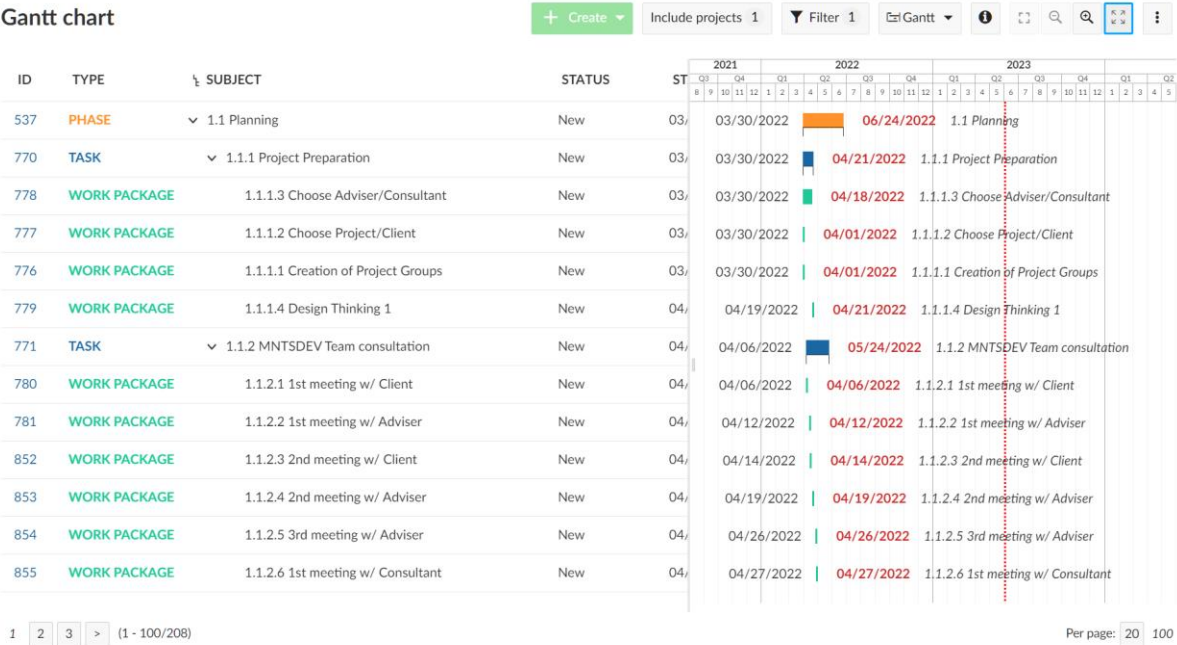 Gantt chart
+ Create Include projects 1 Filter 1 Gantt
2021 2022 2023
ID TYPE SUBJECT STATUS ST
Q3 Q4 Q1 Q2 Q3 Q4 Q1 Q2 Q3 Q4 Q1 Q2
8 9 10 11 12 1 2 3 4 5 6 7 8 9 10 11 12 1 2 3 4 5 6 7 8 9 10 11 12 1 2 3 4 5
537 PHASE 1.1 Planning New 03/ 03/30/2022 06/24/2022 1.1 Planning
770 TASK 1.1.1 Project Preparation New 03/ 03/30/2022 04/21/2022 1.1.1 Project Preparation
778 WORK PACKAGE 1.1.1.3 Choose Adviser/Consultant New 03/ 03/30/2022 04/18/2022 1.1.1.3 Choose Adviser/Consultant
777 WORK PACKAGE 1.1.1.2 Choose Project/Client New 03/ 03/30/2022 04/01/2022 1.1.1.2 Choose Project/Client
776 WORK PACKAGE 1.1.1.1 Creation of Project Groups New 03/ 03/30/2022 04/01/2022 1.1.1.1 Creation of Project Groups
779 WORK PACKAGE 1.1.1.4 Design Thinking 1 New 04/ 04/19/2022 04/21/2022 1.1.1.4 Design Thinking 1
771 TASK 1.1.2 MNTSDEV Team consultation New 04/ 04/06/2022 05/24/2022 1.1.2 MNTSDEV Team consultation
780 WORK PACKAGE 1.1.2.1 1st meeting w/ Client New 04/ 04/06/2022 04/06/2022 1.1.2.1 1st meeting w/ Client
781 WORK PACKAGE 1.1.2.2 1st meeting w/ Adviser New 04/ 04/12/2022 04/12/2022 1.1.2.2 1st meeting w/ Adviser
852 WORK PACKAGE 1.1.2.3 2nd meeting w/ Client New 04/ 04/14/2022 04/14/2022 1.1.2.3 2nd meeting w/ Client
853 WORK PACKAGE 1.1.2.4 2nd meeting w/ Adviser New 04/ 04/19/2022 04/19/2022 1.1.2.4 2nd meeting w/ Adviser
854 WORK PACKAGE 1.1.2.5 3rd meeting w/ Adviser New 04/ 04/26/2022 04/26/2022 1.1.2.5 3rd meeting w/ Adviser
855 WORK PACKAGE 1.1.2.6 1st meeting w/ Consultant New 04/ 04/27/2022 04/27/2022 1.1.2.6 1st meeting w/ Consultant
1 2 3 > (1 - 100/208) Per page: 20 100